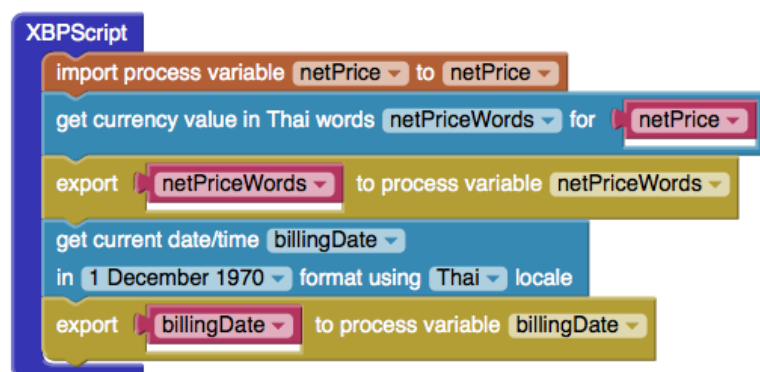 XBPScript
import process variable netPrice to netPrice
get currency value in Thai words netPriceWords for netPrice
export netPriceWords to process variable netPriceWords
get current date/time billingDate
in 1 December 1970 format using Thai locale
export billingDate to process variable billingDate